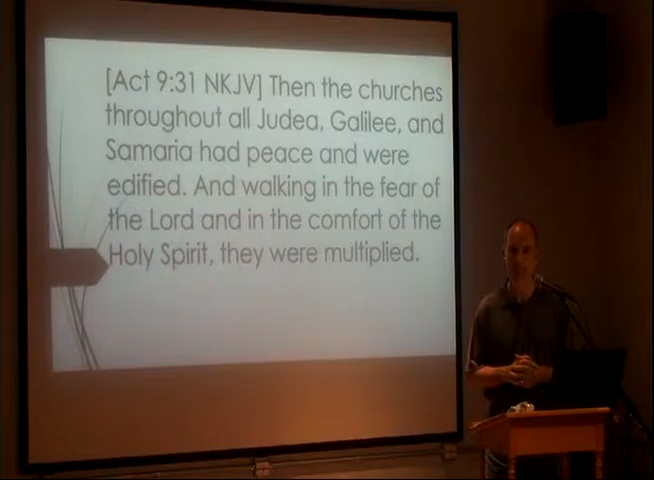 [Act 9:31 NKJV] Then the churches
throughout all Judea, Galilee, and
Samaria had peace and were
edified. And walking in the fear of
the Lord and in the comfort of the
Holy Spirit, they were multiplied.